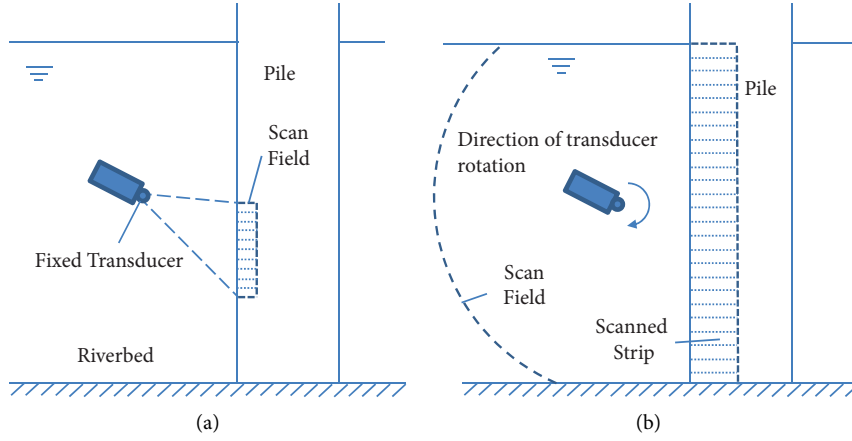 Pile
Scan
Field
Fixed Transducer
Riverbed
(a)
Pile
Direction of transducer
rotation
Scan
Field
Scanned
Strip
(b)